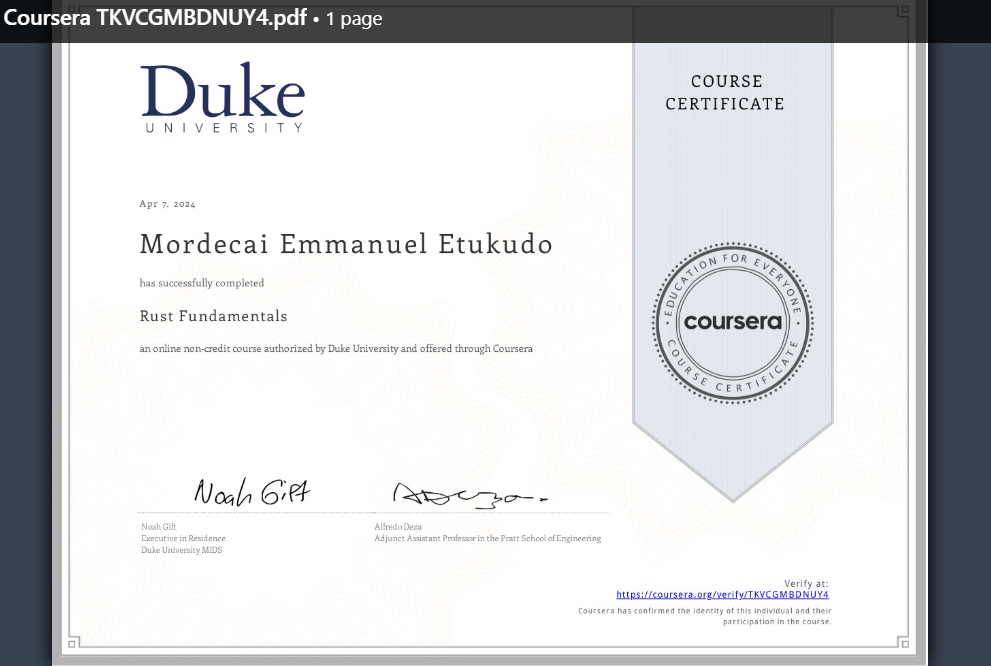 Coursera TKVCGMBDNUY4.pdf • 1 page
Duke
UNIVERSITY
COURSE
CERTIFICATE
Apr 7, 2024
Mordecai Emmanuel Etukudo
has successfully completed
Rust Fundamentals
an online non-credit course authorized by Duke University and offered through Coursera
EDUCATION FOR EVERYONE
coursera
COURSE CERTIFICATE
Noah Gift
Noah Gift
Executive in Residence
Duke University MIDS
Alfredo Deza
Adjunct Assistant Professor in the Pratt School of Engineering
Verify at:
https://coursera.org/verify/TKVCGMBDNUY4
Coursera has confirmed the identity of this individual and their
participation in the course.